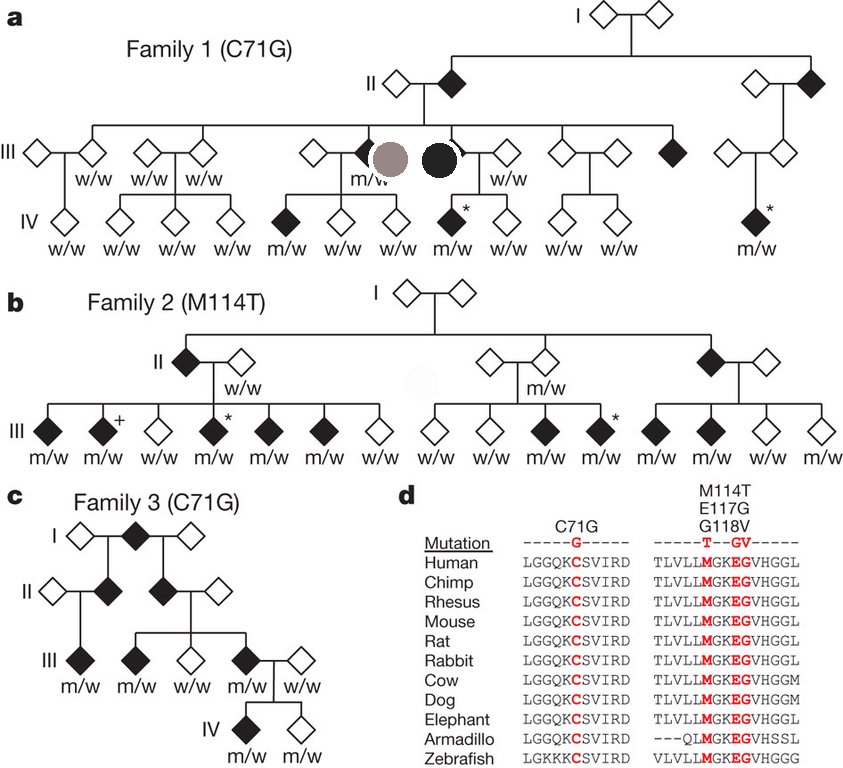 a
I
Family 1 (C71G)
II
III
w/w w/w w/w m/w w/w
IV
* *
w/w w/w w/w w/w m/w w/w w/w m/w w/w w/w w/w m/w
b
Family 2 (M114T)
I
II
w/w m/w
III
+ * *
m/w m/w w/w m/w m/w m/w w/w w/w w/w m/w m/w m/w m/w w/w m/w
c
Family 3 (C71G)
I
II
III
m/w m/w w/w m/w w/w
IV
m/w m/w
d
M114T
E117G
C71G G118V
Mutation -----G----- ------T--GV------
Human LGGQKCSVIRD TLVLLMGKEGVHGGL
Chimp LGGQKCSVIRD TLVLLMGKEGVHGGL
Rhesus LGGQKCSVIRD TLVLLMGKEGVHGGL
Mouse LGGQKCSVIRD TLVLLMGKEGVHGGL
Rat LGGQKCSVIRD TLVLLMGKEGVHGGL
Rabbit LGGQKCSVIRD TLVLLMGKEGVHGGL
Cow LGGQKCSVIRD TLVLLMGKEGVHGGM
Dog LGGQKCSVIRD TLVLLMGKEGVHGGM
Elephant LGGQKCSVIRD TLVLLMGKEGVHGGL
Armadillo LGGQKCSVIRD ---QLMGKEGVHSSL
Zebrafish LGKKKCSVIRD VLVLLMGKEGVHGGG